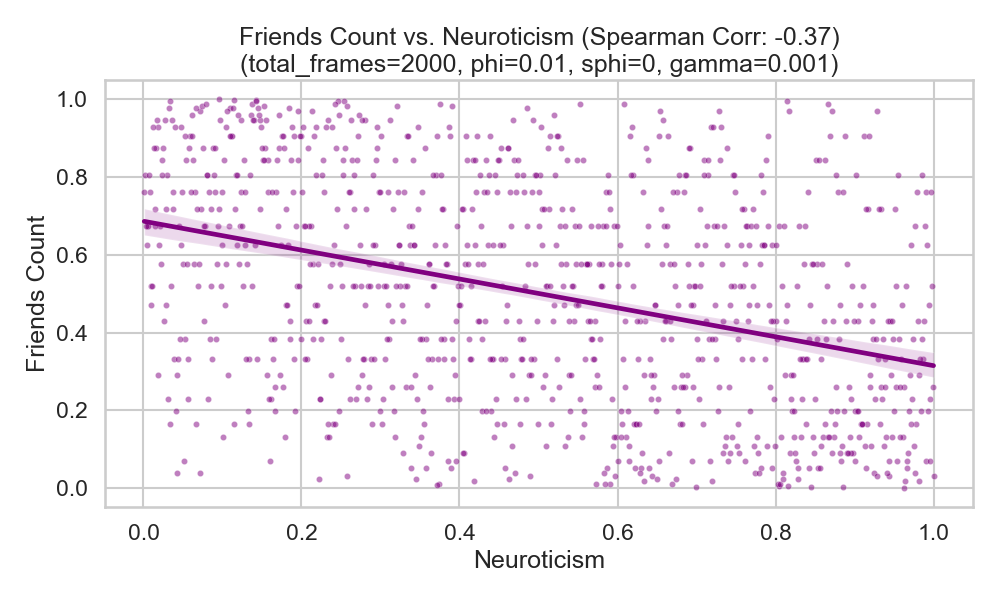 Friends Count vs. Neuroticism (Spearman Corr: -0.37)
(total_frames=2000, phi=0.01, sphi=0, gamma=0.001)
1.0
0.8
0.6
0.4
0.2
0.0
Friends Count
0.0 0.2 0.4 0.6 0.8 1.0
Neuroticism